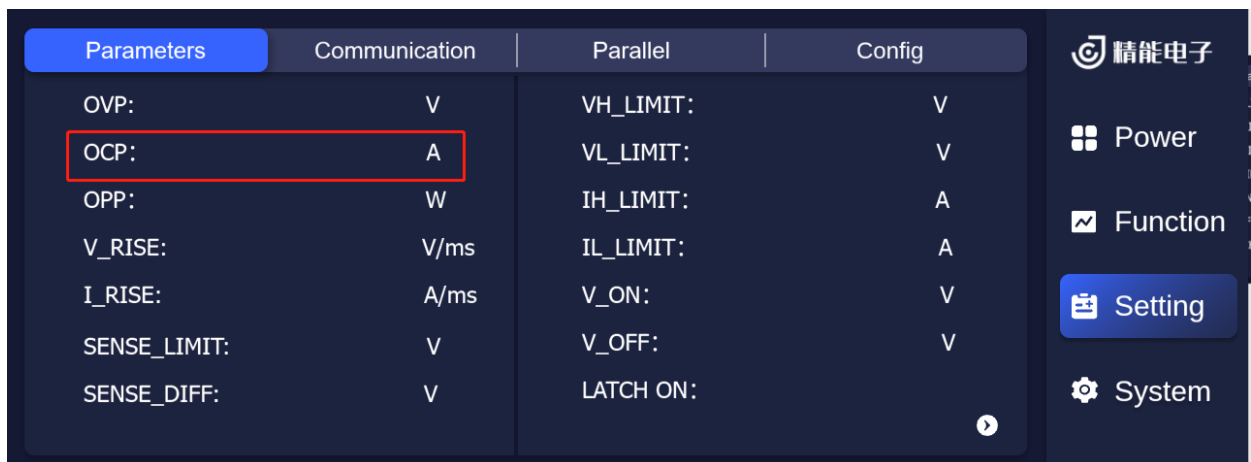 Parameters Communication Parallel Config
OVP: V
OCP: A
OPP: W
V_RISE: V/ms
I_RISE: A/ms
SENSE_LIMIT: V
SENSE_DIFF: V
VH_LIMIT: V
VL_LIMIT: V
IH_LIMIT: A
IL_LIMIT: A
V_ON: V
V_OFF: V
LATCH ON:
精能电子
Power
Function
Setting
System